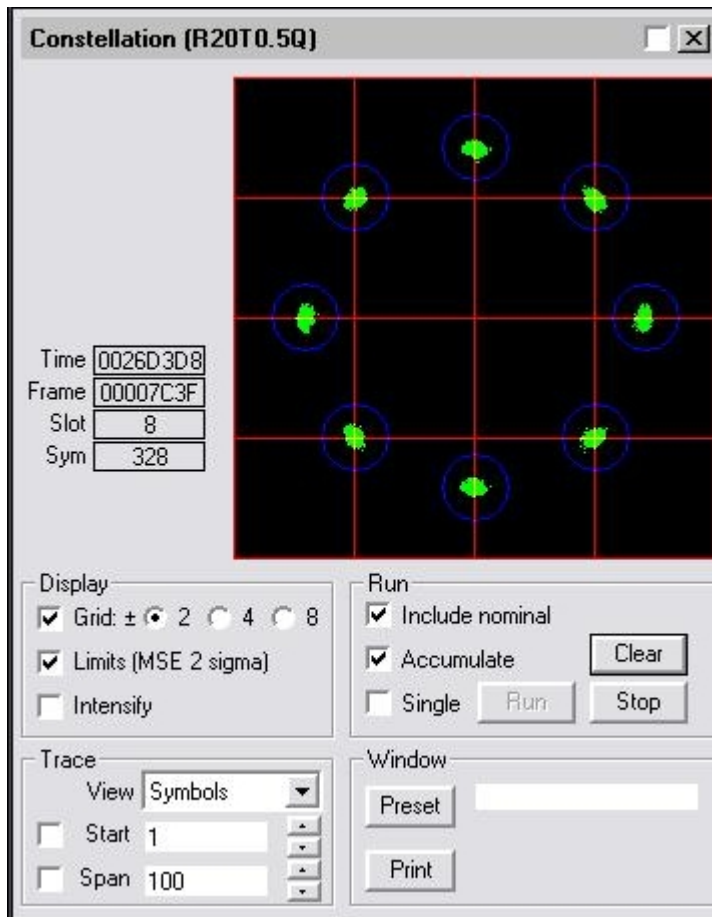 Constellation (R20T0.5Q)
Time 0026D3D8
Frame 00007C3F
Slot 8
Sym 328
Display
Grid: ± 2 4 8
Limits (MSE 2 sigma)
Intensify
Run
Include nominal
Accumulate Clear
Single Run Stop
Trace
View Symbols
Start 1
Span 100
Window
Preset
Print